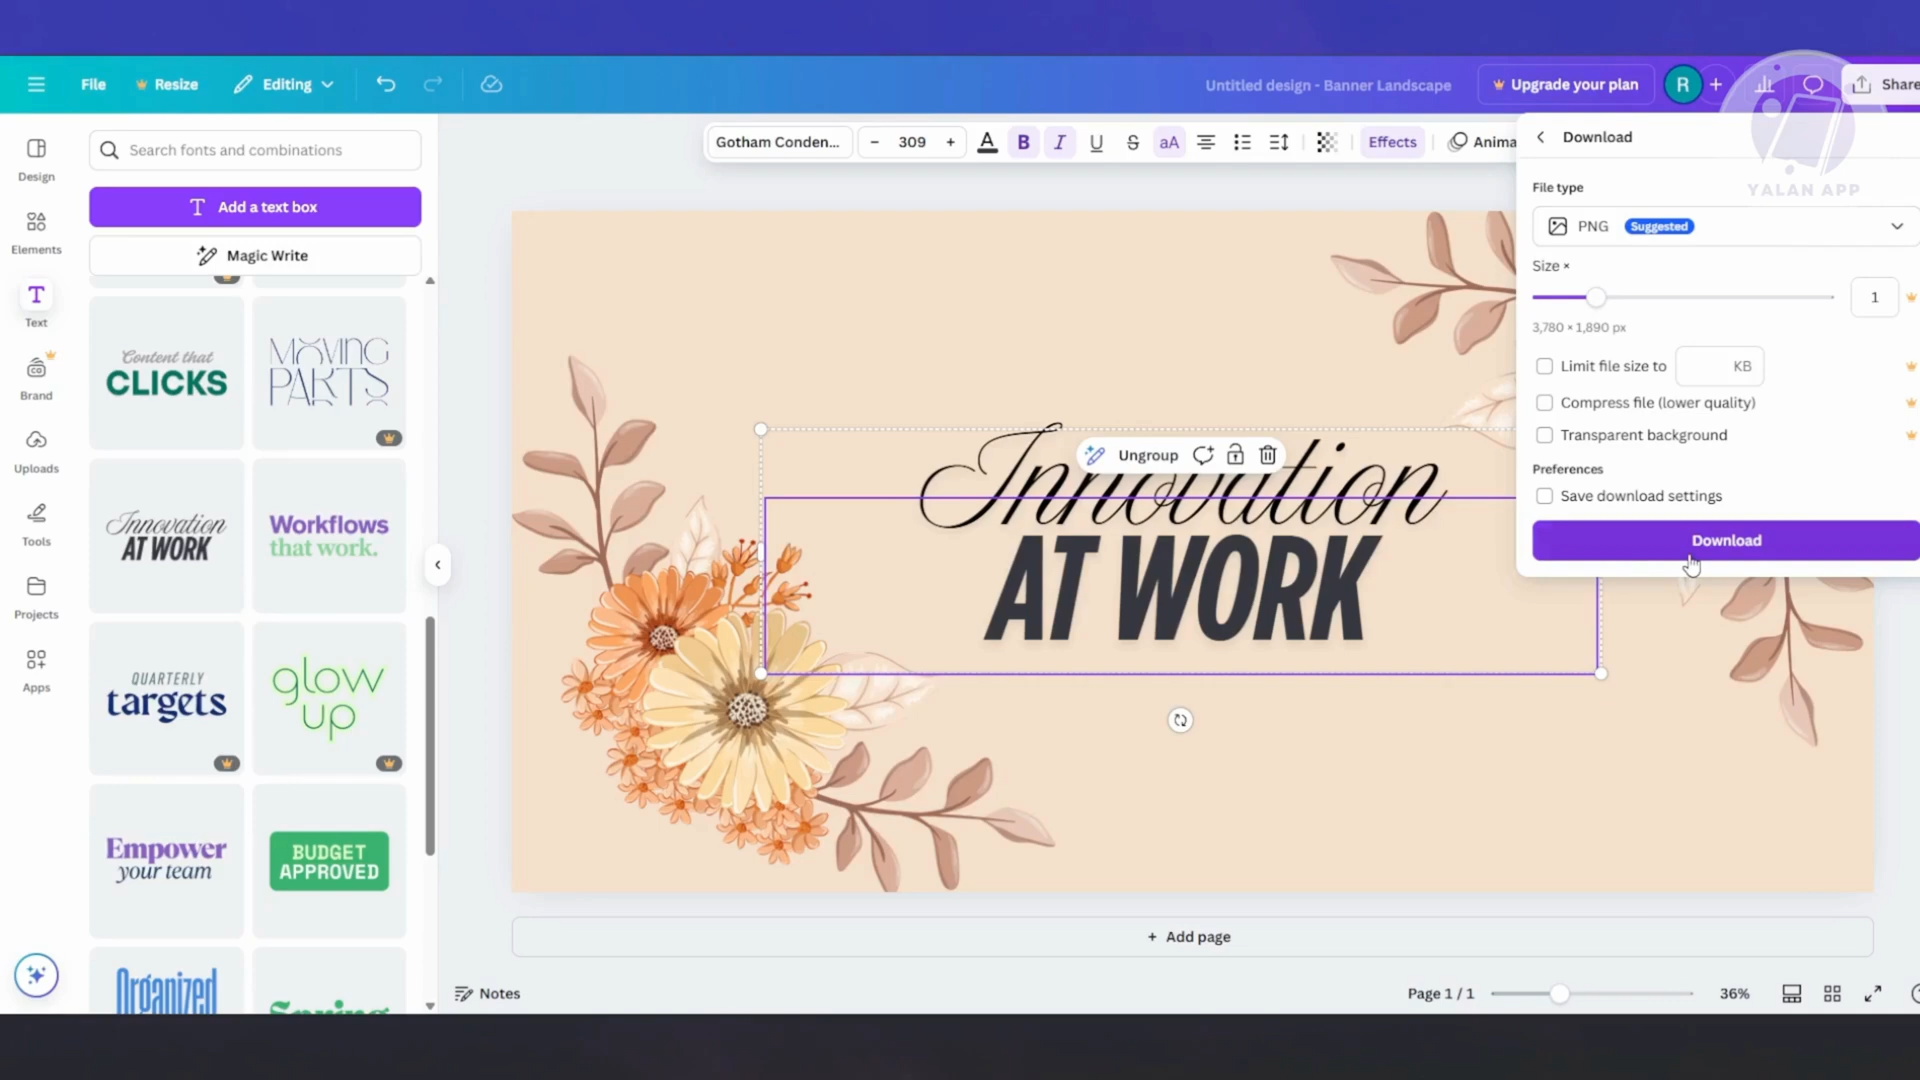 File
Resize
Editing
Untitled design - Banner Landscape
Upgrade your plan
R
Share
Design
Elements
Text
Brand
Uploads
Tools
Projects
Apps
Search fonts and combinations
Add a text box
Magic Write
Content that
CLICKS
MOVING
PARTS
Innovation
AT WORK
Workflows
that work.
QUARTERLY
targets
glow
up
Empower
your team
BUDGET
APPROVED
Organized
Spring
Gotham Conden...
- 309 +
A B I U S aA
Effects
Anima
Innovation
AT WORK
Ungroup
Download
YALAN APP
File type
PNG Suggested
Size ×
1
3,780 × 1,890 px
Limit file size to KB
Compress file (lower quality)
Transparent background
Preferences
Save download settings
Download
+ Add page
Notes
Page 1 / 1
36%